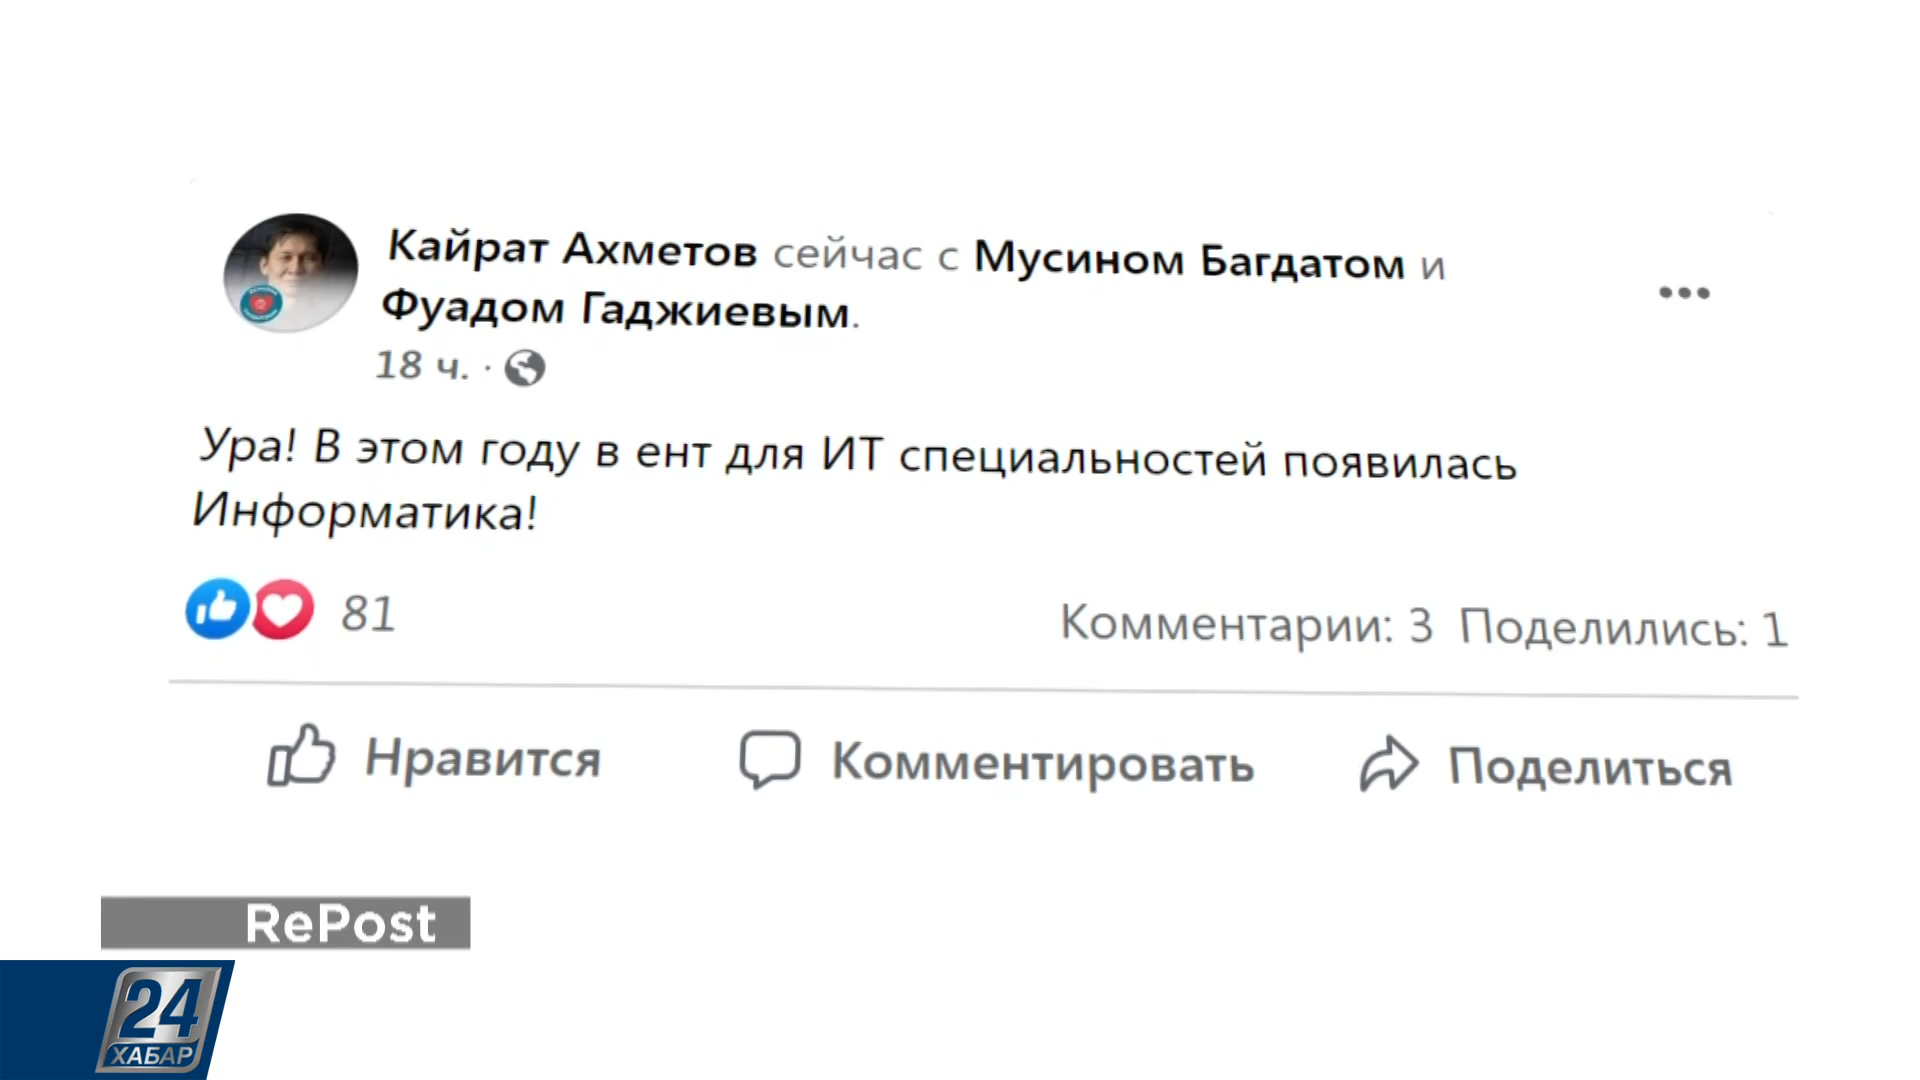 Кайрат Ахметов сейчас с Мусином Багдатом и
Фуадом Гаджиевым.
18 ч. ·
Ура! В этом году в ент для ИТ специальностей появилась
Информатика!
81
Комментарии: 3 Поделились: 1
Нравится
Комментировать
Поделиться
RePost
24
ХАБАР